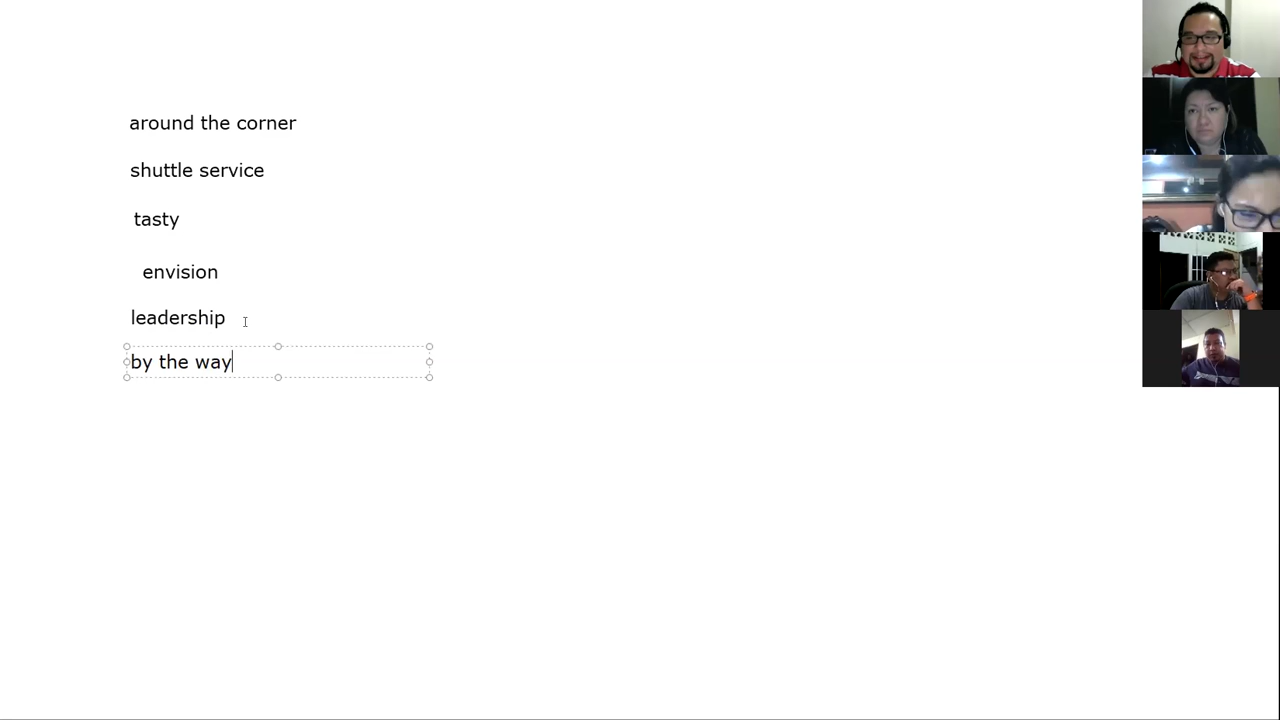 around the corner
shuttle service
tasty
envision
leadership
by the way